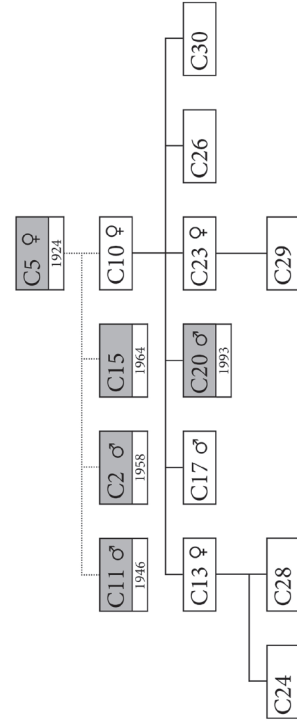 C5 ♀
1924
C11 ♂
1946
C2 ♂
1958
C15
1964
C10 ♀
C13 ♀
C17 ♂
C20 ♂
1993
C23 ♀
C26
C30
C24
C28
C29